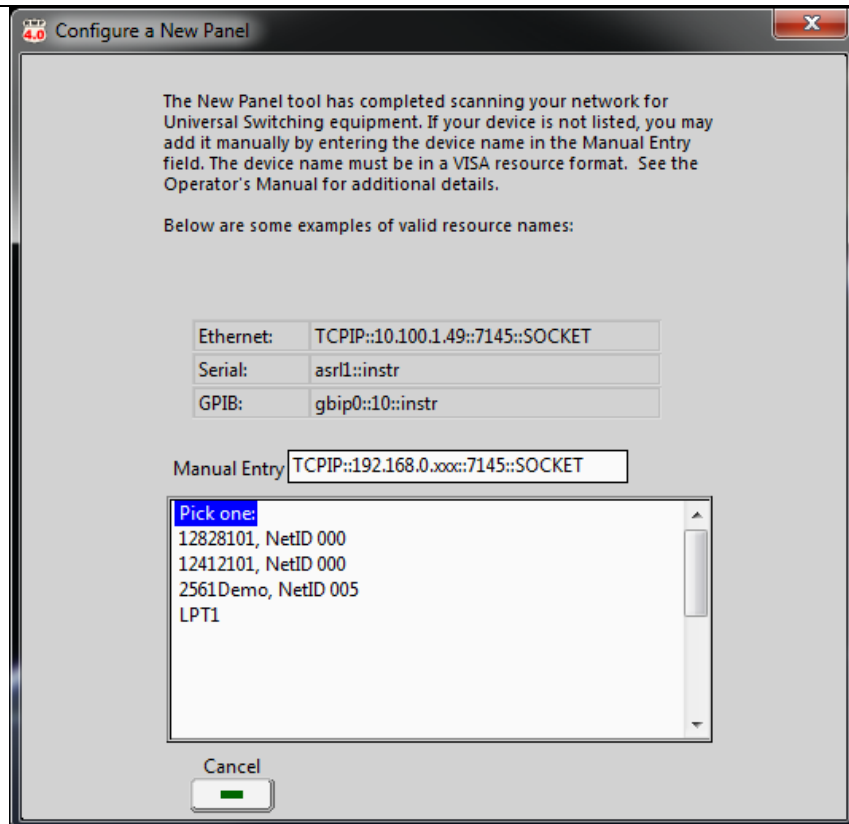 4.0 Configure a New Panel
The New Panel tool has completed scanning your network for
Universal Switching equipment. If your device is not listed, you may
add it manually by entering the device name in the Manual Entry
field. The device name must be in a VISA resource format. See the
Operator's Manual for additional details.
Below are some examples of valid resource names:
Ethernet: TCPIP::10.100.1.49::7145::SOCKET
Serial: asrl1::instr
GPIB: gbip0::10::instr
Manual Entry TCPIP::192.168.0.xxx::7145::SOCKET
Pick one:
12828101, NetID 000
12412101, NetID 000
2561Demo, NetID 005
LPT1
Cancel